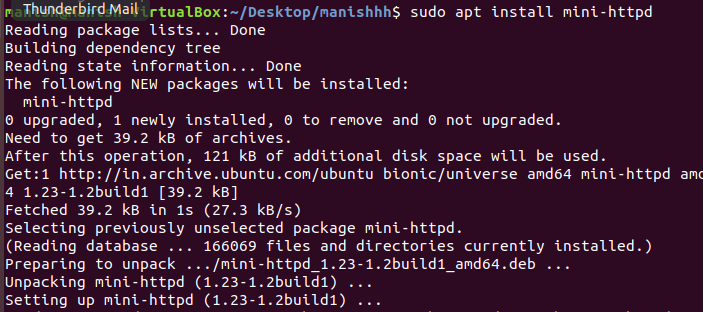 Thunderbird Mail
VirtualBox:~/Desktop/manishhh$ sudo apt install mini-httpd
Reading package lists... Done
Building dependency tree
Reading state information... Done
The following NEW packages will be installed:
  mini-httpd
0 upgraded, 1 newly installed, 0 to remove and 0 not upgraded.
Need to get 39.2 kB of archives.
After this operation, 121 kB of additional disk space will be used.
Get:1 http://in.archive.ubuntu.com/ubuntu bionic/universe amd64 mini-httpd amd
4 1.23-1.2build1 [39.2 kB]
Fetched 39.2 kB in 1s (27.3 kB/s)
Selecting previously unselected package mini-httpd.
(Reading database ... 166069 files and directories currently installed.)
Preparing to unpack .../mini-httpd_1.23-1.2build1_amd64.deb ...
Unpacking mini-httpd (1.23-1.2build1) ...
Setting up mini-httpd (1.23-1.2build1) ...